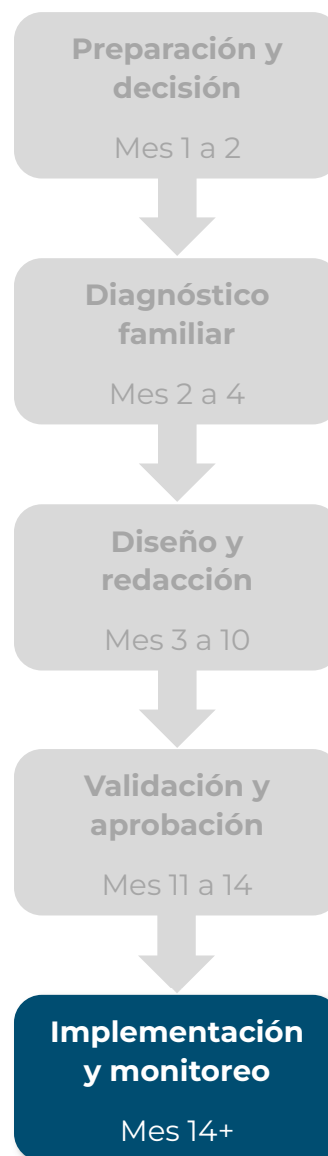 Preparación y
decisión
Mes 1 a 2
Diagnóstico
familiar
Mes 2 a 4
Diseño y
redacción
Mes 3 a 10
Validación y
aprobación
Mes 11 a 14
Implementación
y monitoreo
Mes 14+